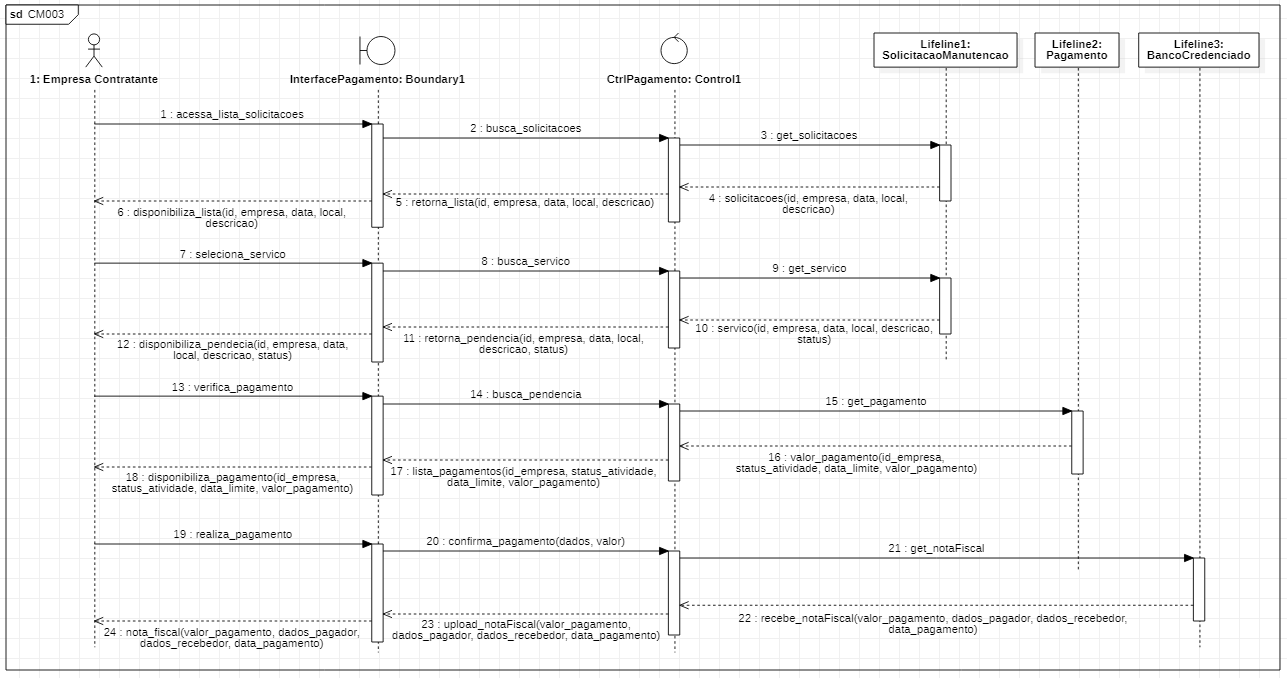 sd CM003
1: Empresa Contratante
InterfacePagamento: Boundary1
CtrlPagamento: Control1
Lifeline1:
SolicitacaoManutencao
Lifeline2:
Pagamento
Lifeline3:
BancoCredenciado
1 : acessa_lista_solicitacoes
2 : busca_solicitacoes
3 : get_solicitacoes
4 : solicitacoes(id, empresa, data, local,
descricao)
5 : retorna_lista(id, empresa, data, local, descricao)
6 : disponibiliza_lista(id, empresa, data, local,
descricao)
7 : seleciona_servico
8 : busca_servico
9 : get_servico
10 : servico(id, empresa, data, local, descricao,
status)
11 : retorna_pendencia(id, empresa, data, local,
descricao, status)
12 : disponibiliza_pendecia(id, empresa, data,
local, descricao, status)
13 : verifica_pagamento
14 : busca_pendencia
15 : get_pagamento
16 : valor_pagamento(id_empresa,
status_atividade, data_limite, valor_pagamento)
17 : lista_pagamentos(id_empresa, status_atividade,
data_limite, valor_pagamento)
18 : disponibiliza_pagamento(id_empresa,
status_atividade, data_limite, valor_pagamento)
19 : realiza_pagamento
20 : confirma_pagamento(dados, valor)
21 : get_notaFiscal
22 : recebe_notaFiscal(valor_pagamento, dados_pagador, dados_recebedor,
data_pagamento)
23 : upload_notaFiscal(valor_pagamento,
dados_pagador, dados_recebedor, data_pagamento)
24 : nota_fiscal(valor_pagamento, dados_pagador,
dados_recebedor, data_pagamento)